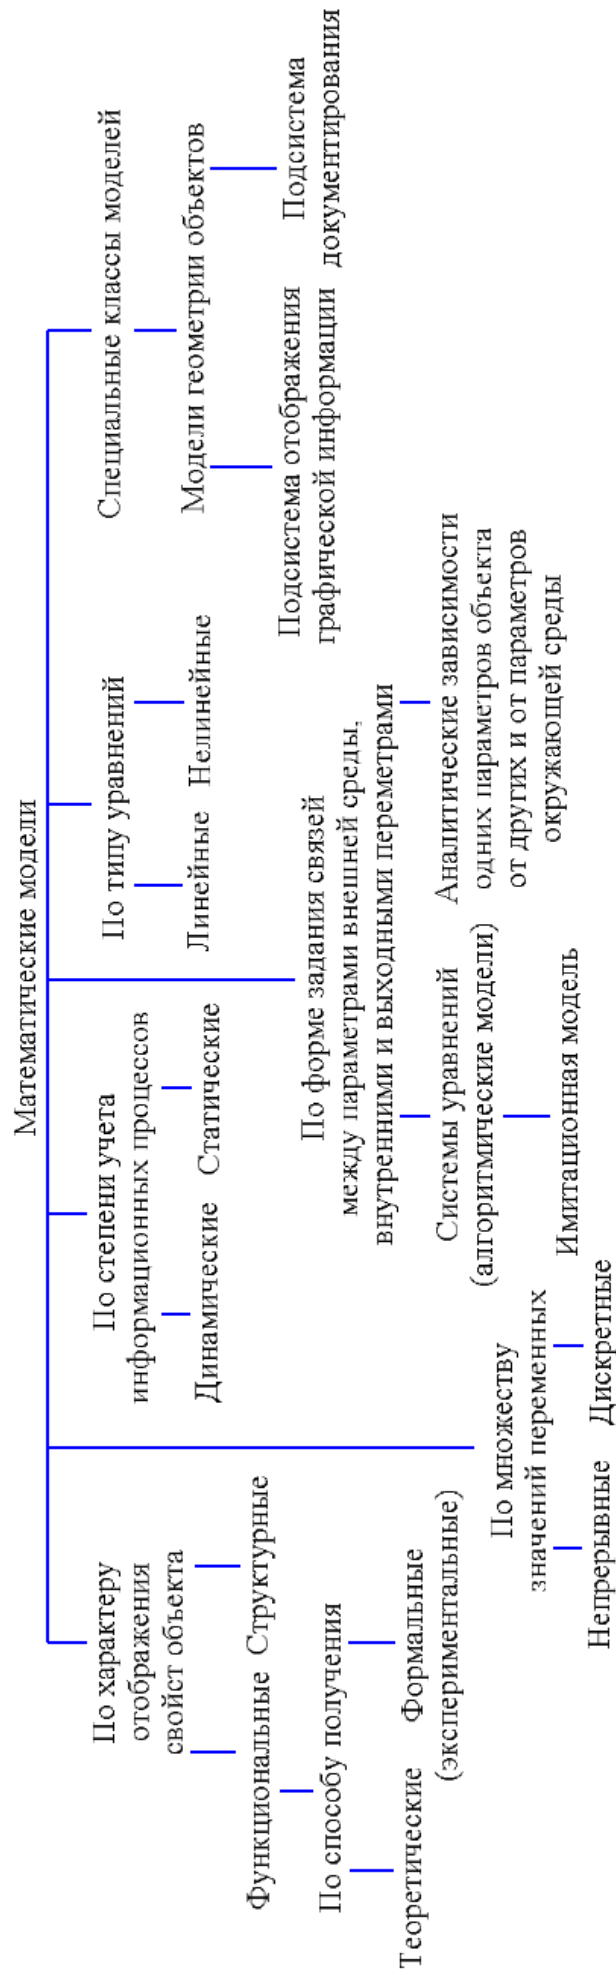 Математические модели
По характеру
отображения
свойст объекта
Функциональные
Структурные
По способу получения
Теоретические
Формальные
(экспериментальные)
По множеству
значений переменных
Непрерывные
Дискретные
По степени учета
информационных процессов
Динамические
Статические
По форме задания связей
между параметрами внешней среды,
внутренними и выходными переметрами
Системы уравнений
(алгоритмические модели)
Имитационная модель
Аналитические зависимости
одних параметров объекта
от других и от параметров
окружающей среды
По типу уравнений
Линейные
Нелинейные
Специальные классы моделей
Модели геометрии объектов
Подсистема отображения
графической информации
Подсистема
документирования